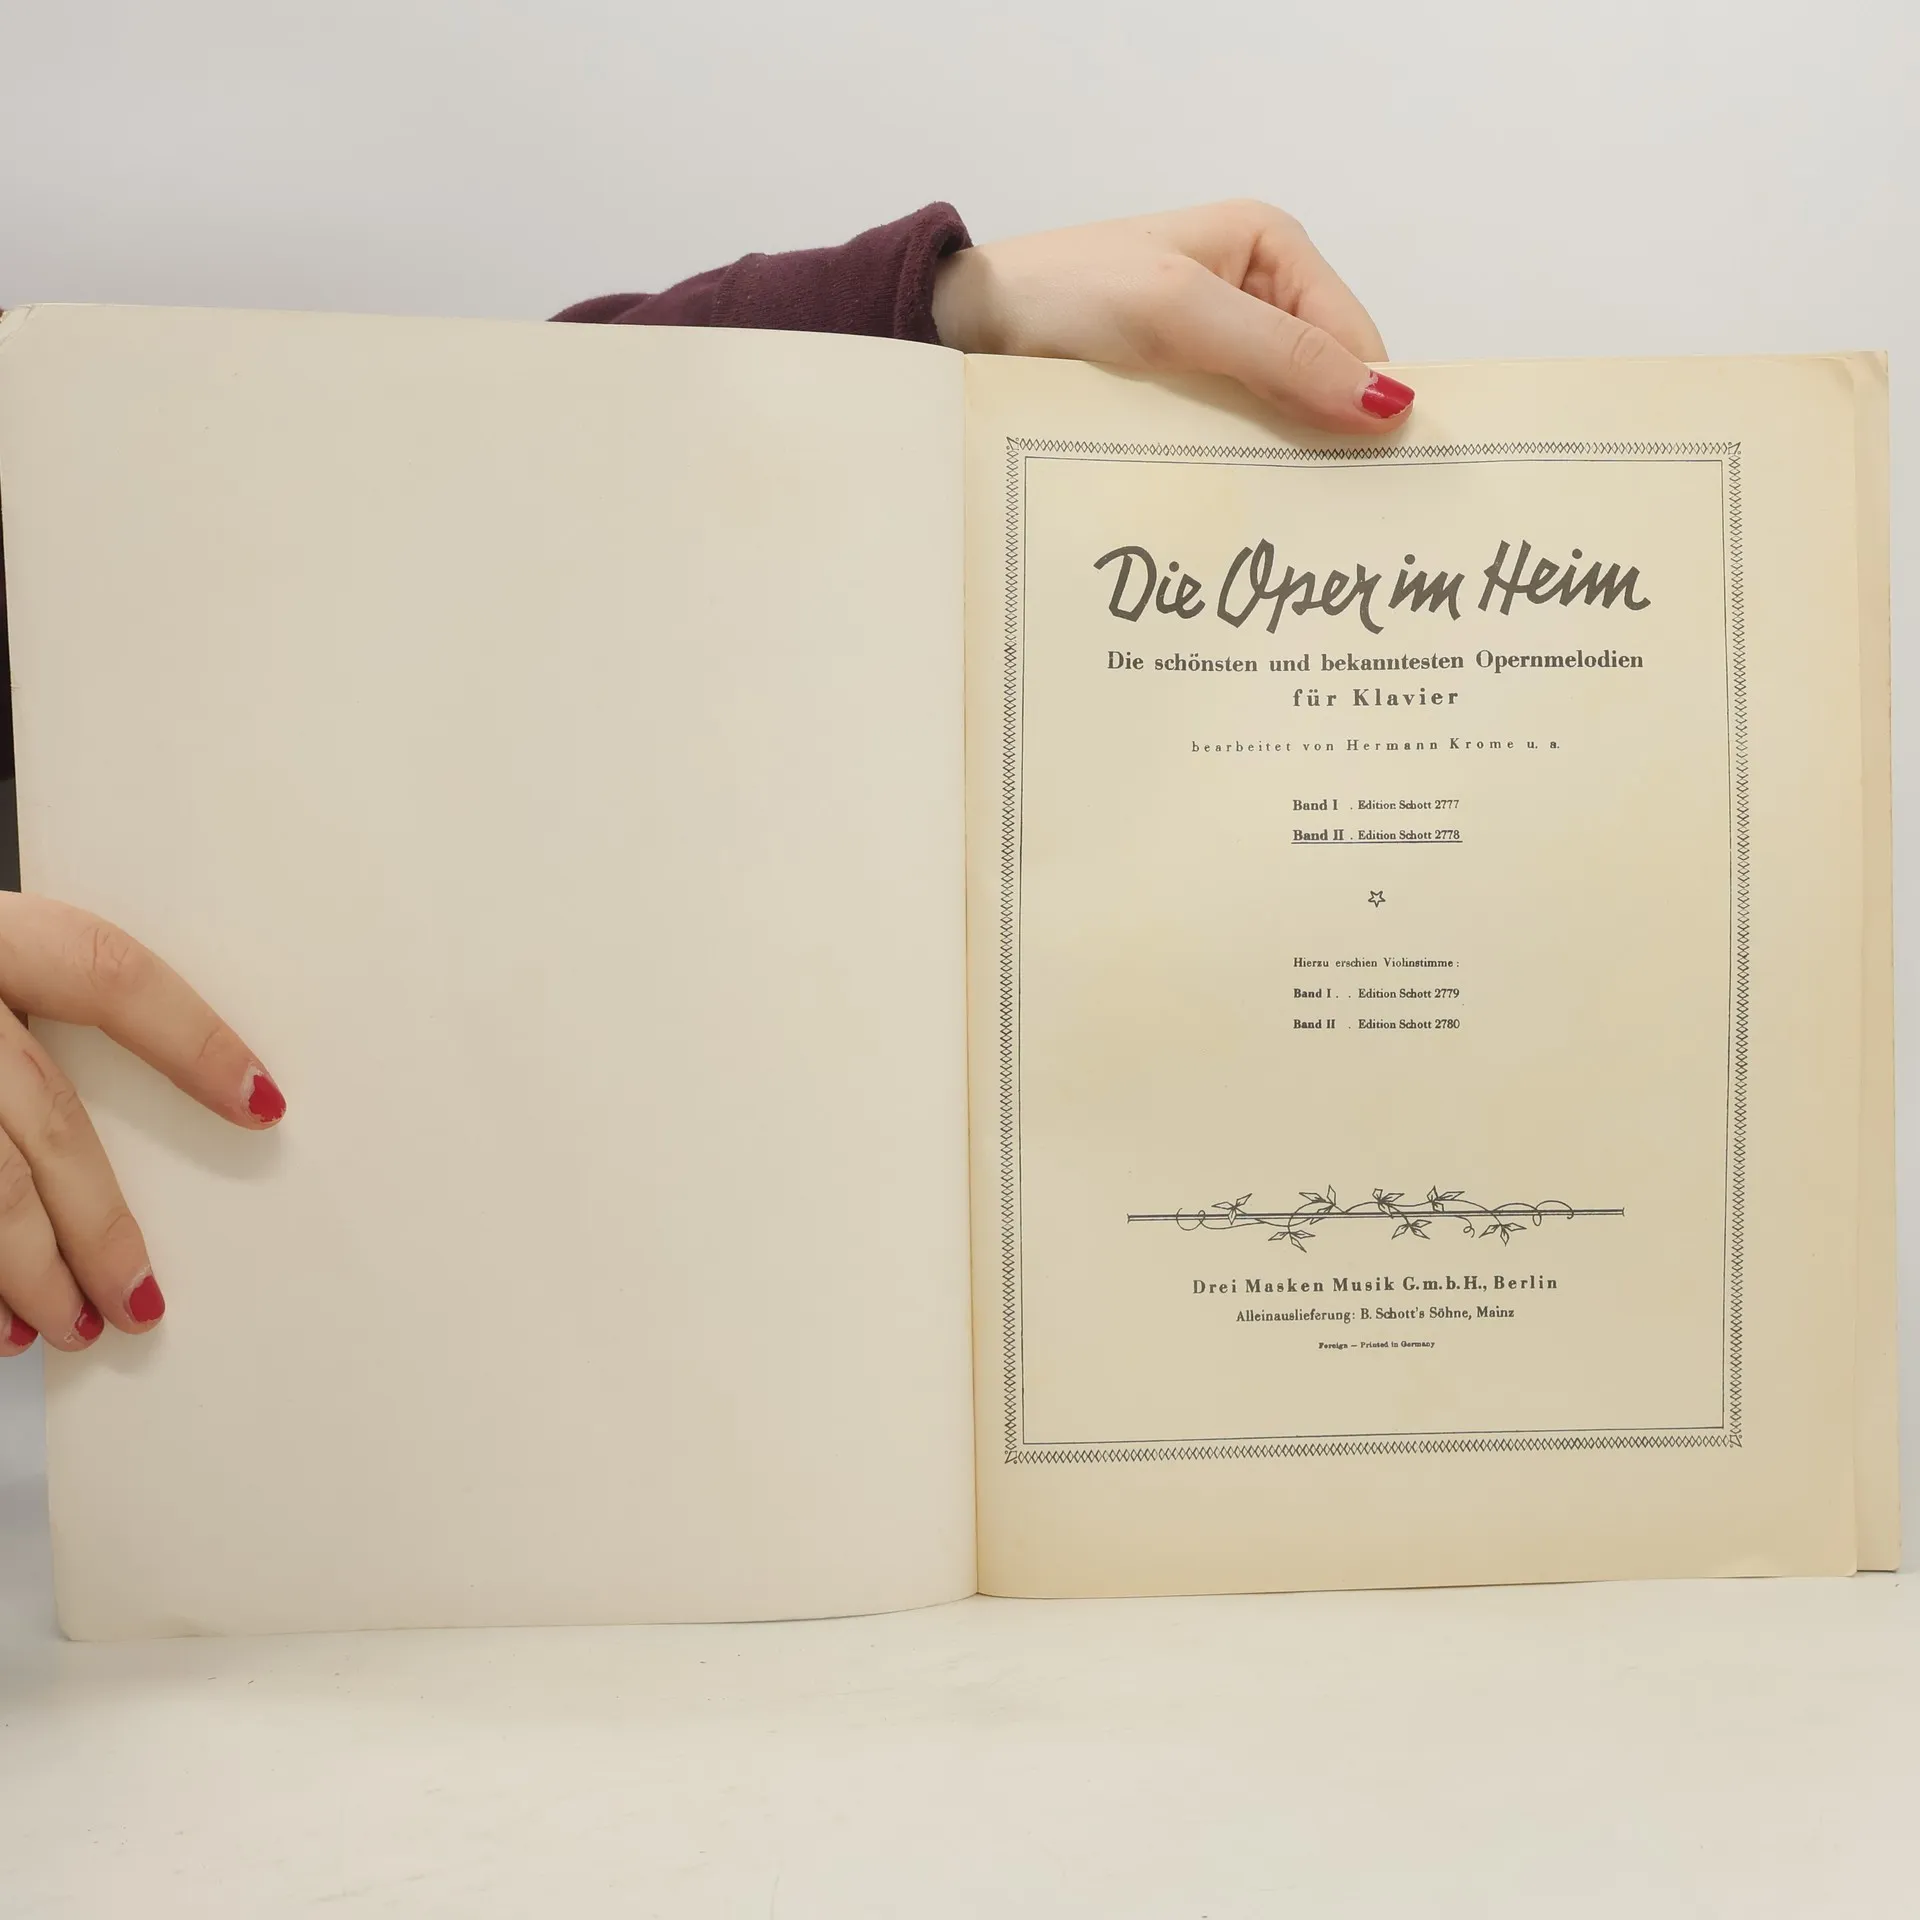 Die Oper im Heim
Die schönsten und bekanntesten Opernmelodien
für Klavier
bearbeitet von Hermann Krome u. a.
Band I . Edition Schott 2777
Band II . Edition Schott 2778
Hierzu erschien Violinstimme:
Band I . . Edition Schott 2779
Band II . Edition Schott 2780
Drei Masken Musik G.m.b.H., Berlin
Alleinauslieferung: B. Schott's Söhne, Mainz
Foreign — Printed in Germany